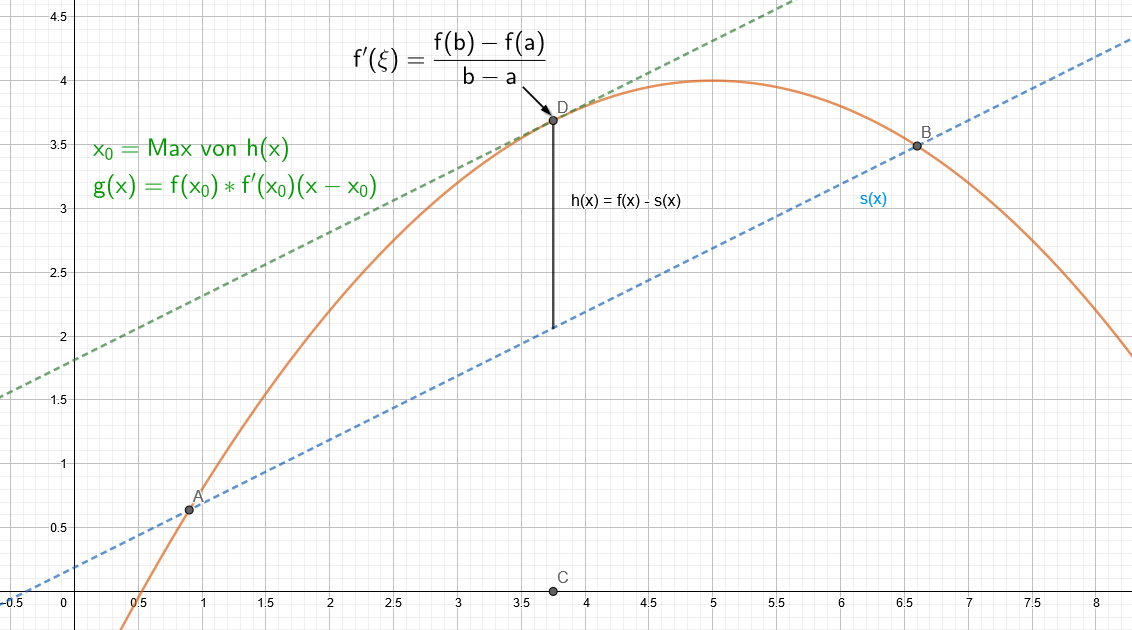 4.5
f′(ξ) = f(b) − f(a) / b − a
4
D
B
x₀ = Max von h(x)
3.5
g(x) = f(x₀) ∗ f′(x₀)(x − x₀)
h(x) = f(x) - s(x)
s(x)
3
2.5
2
1.5
1
A
0.5
C
-0.5 0 0.5 1 1.5 2 2.5 3 3.5 4 4.5 5 5.5 6 6.5 7 7.5 8